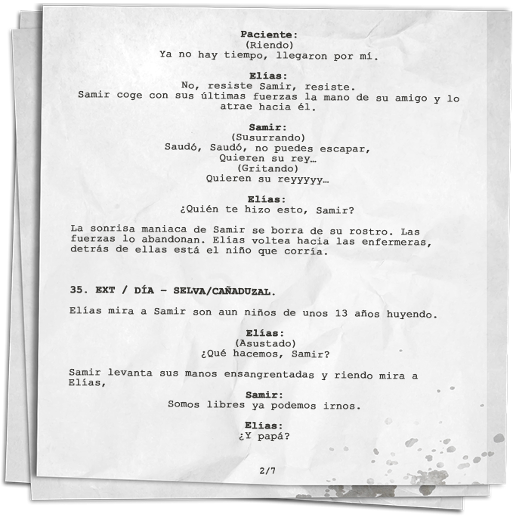 Paciente:
(Riendo)
Ya no hay tiempo, llegaron por mí.
Elías:
No, resiste Samir, resiste.
Samir coge con sus últimas fuerzas la mano de su amigo y lo
atrae hacia él.
Samir:
(Susurrando)
Saudó, Saudó, no puedes escapar,
Quieren su rey…
(Gritando)
Quieren su reyyyyy…
Elías:
¿Quién te hizo esto, Samir?
La sonrisa maniaca de Samir se borra de su rostro. Las
fuerzas lo abandonan. Elías voltea hacia las enfermeras,
detrás de ellas está el niño que corría.
35. EXT / DÍA – SELVA/CAÑADUZAL.
Elías mira a Samir son aun niños de unos 13 años huyendo.
Elías:
(Asustado)
¿Qué hacemos, Samir?
Samir levanta sus manos ensangrentadas y riendo mira a
Elías,
Samir:
Somos libres ya podemos irnos.
Elías:
¿Y papá?
2/7